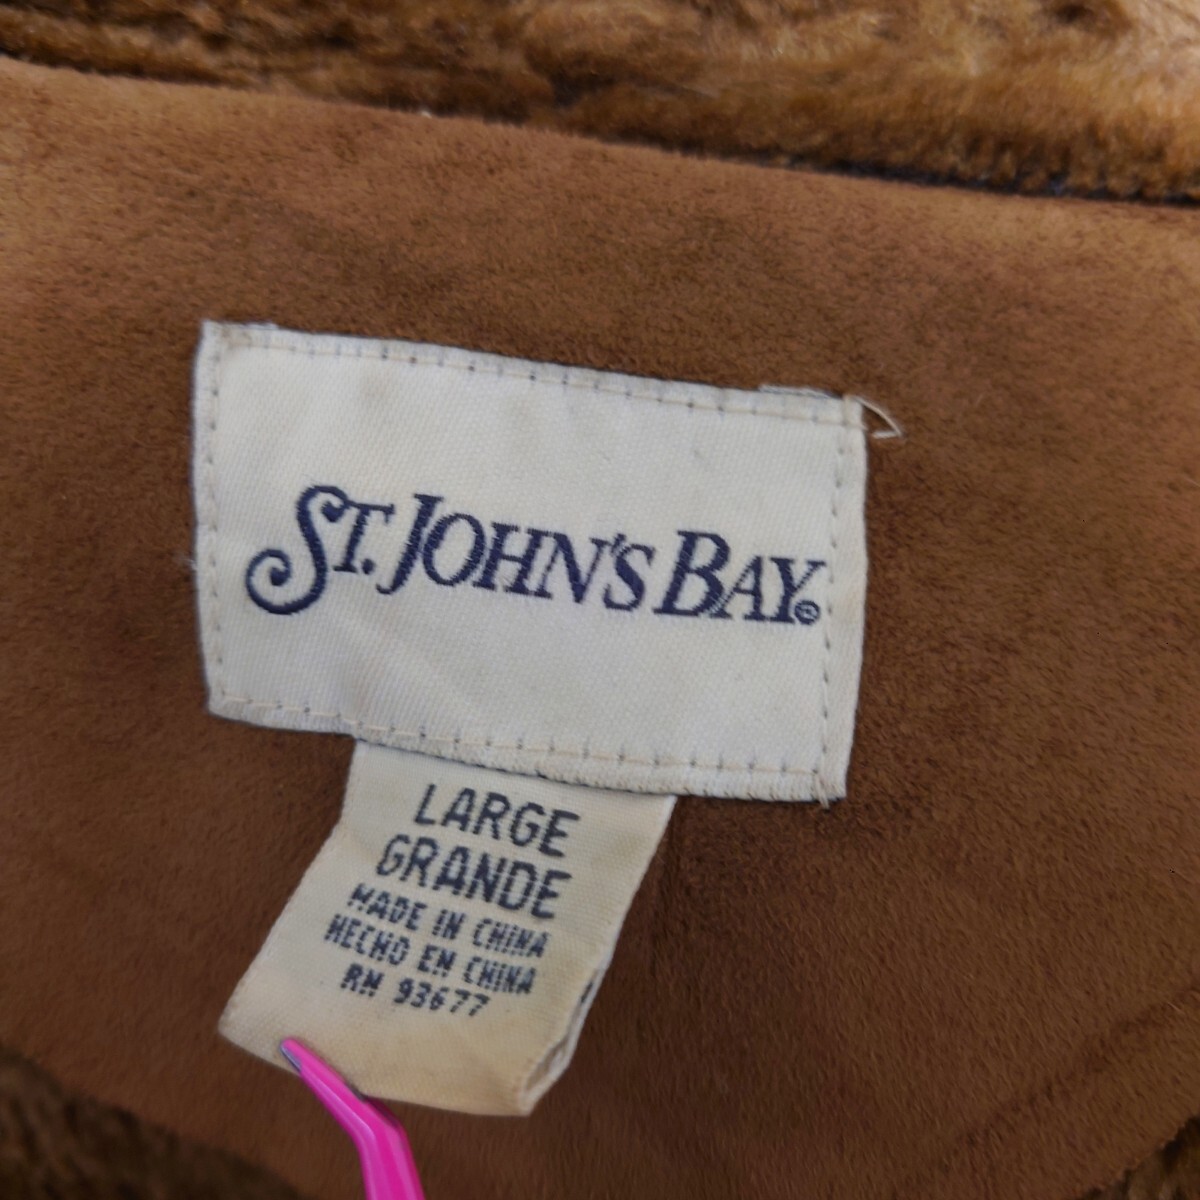 ST. JOHN'S BAY®
LARGE
GRANDE
MADE IN CHINA
HECHO EN CHINA
RN 93677